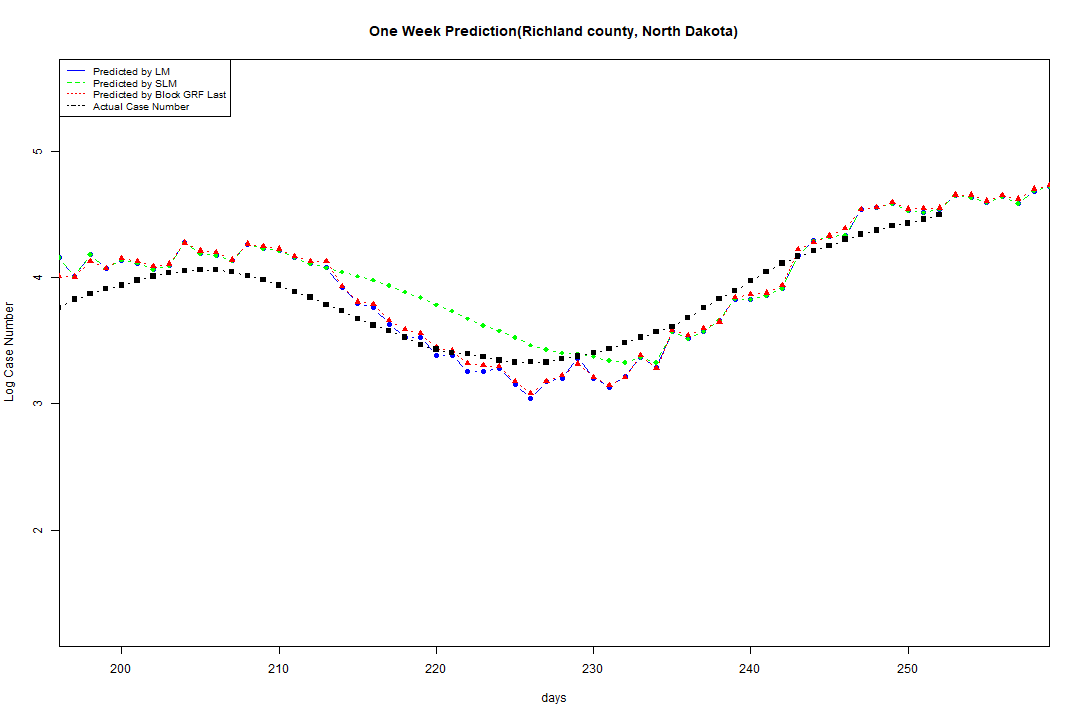 One Week Prediction(Richland county, North Dakota)
Predicted by LM
Predicted by SLM
Predicted by Block GRF Last
Actual Case Number
5
4
3
2
Log Case Number
200 210 220 230 240 250
days